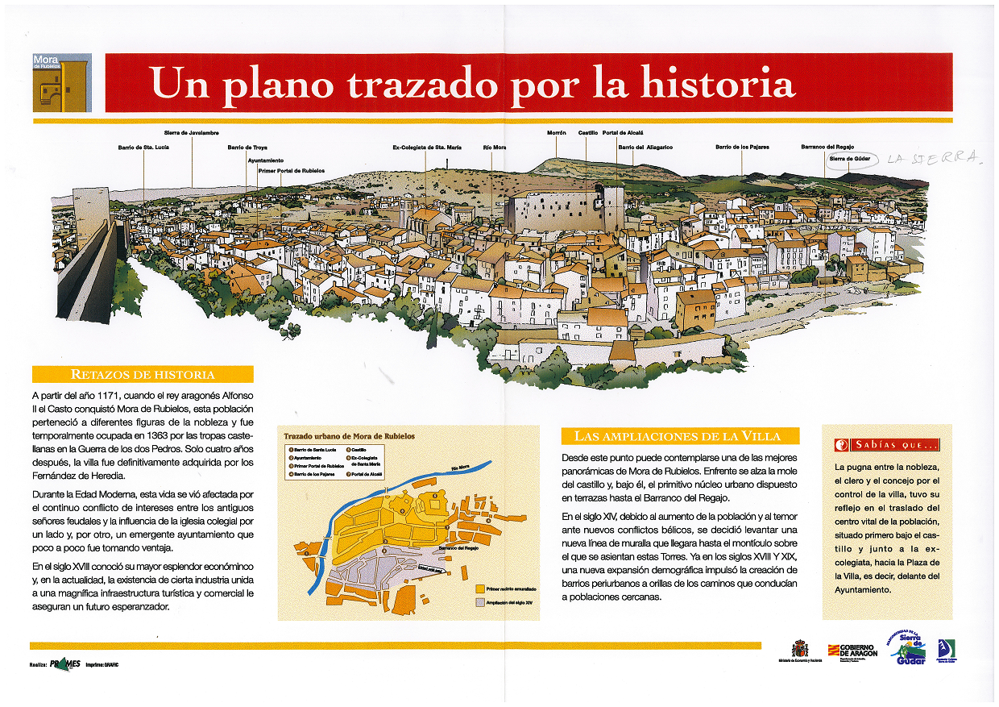 Mora
de Rubielos
Un plano trazado por la historia
Sierra de Javalambre
Morrón
Castillo
Portal de Alcalá
Barrio de Sta. Lucía
Barrio de Troya
Ex-Colegiata de Sta. María
Río Mora
Barrio del Aliagarico
Barrio de los Pajares
Barranco del Regajo
Ayuntamiento
Sierra de Gúdar
LA SIERRA.
Primer Portal de Rubielos
RETAZOS DE HISTORIA
A partir del año 1171, cuando el rey aragonés Alfonso
II el Casto conquistó Mora de Rubielos, esta población
perteneció a diferentes figuras de la nobleza y fue
temporalmente ocupada en 1363 por las tropas caste-
llanas en la Guerra de los dos Pedros. Solo cuatro años
después, la villa fue definitivamente adquirida por los
Fernández de Heredia.
Durante la Edad Moderna, esta vida se vió afectada por
el continuo conflicto de intereses entre los antiguos
señores feudales y la influencia de la iglesia colegial por
un lado y, por otro, un emergente ayuntamiento que
poco a poco fue tomando ventaja.
En el siglo XVIII conoció su mayor esplendor económinco
y, en la actualidad, la existencia de cierta industria unida
a una magnífica infraestructura turística y comercial le
aseguran un futuro esperanzador.
Trazado urbano de Mora de Rubielos
1 Barrio de Santa Lucía
2 Ayuntamiento
3 Primer Portal de Rubielos
4 Barrio de los Pajares
5 Castillo
6 Ex-Colegiata
de Santa María
7 Portal de Alcalá
Río Mora
Barranco del Regajo
Usted está aquí
Primer recinto amurallado
Ampliación del siglo XIV
LAS AMPLIACIONES DE LA VILLA
Desde este punto puede contemplarse una de las mejores
panorámicas de Mora de Rubielos. Enfrente se alza la mole
del castillo y, bajo él, el primitivo núcleo urbano dispuesto
en terrazas hasta el Barranco del Regajo.
En el siglo XIV, debido al aumento de la población y al temor
ante nuevos conflictos bélicos, se decidió levantar una
nueva línea de muralla que llegara hasta el montículo sobre
el que se asientan estas Torres. Ya en los siglos XVIII Y XIX,
una nueva expansión demográfica impulsó la creación de
barrios periurbanos a orillas de los caminos que conducían
a poblaciones cercanas.
? SABÍAS QUE...
La pugna entre la nobleza,
el clero y el concejo por el
control de la villa, tuvo su
reflejo en el traslado del
centro vital de la población,
situado primero bajo el cas-
tillo y junto a la ex-
colegiata, hacia la Plaza de
la Villa, es decir, delante del
Ayuntamiento.
Realiza: PRAMES Imprime: GRAFIC
Ministerio de Economía y Hacienda
GOBIERNO
DE ARAGON
MANCOMUNIDAD DE LA
Sierra
de
Gúdar